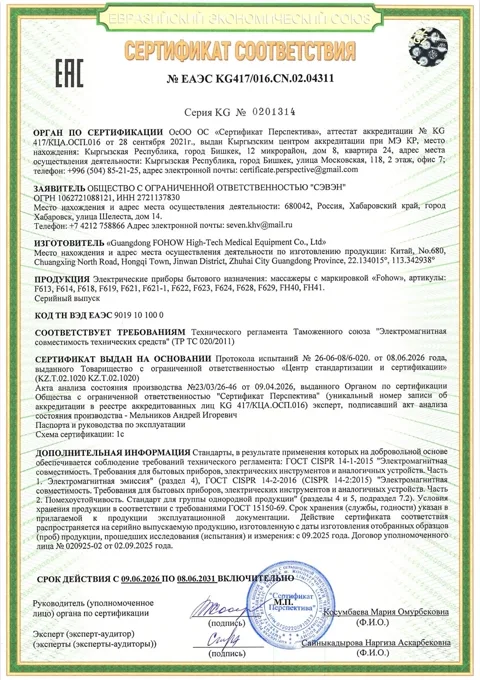 ЕВРАЗИЙСКИЙ ЭКОНОМИЧЕСКИЙ СОЮЗ
СЕРТИФИКАТ СООТВЕТСТВИЯ
ЕАС
№ ЕАЭС KG417/016.CN.02.04311
Серия KG № 0201314
ОРГАН ПО СЕРТИФИКАЦИИ ОсОО ОС «Сертификат Перспектива», аттестат аккредитации № KG
417/КЦА.ОСП.016 от 28 сентября 2021г., выдан Кыргызским центром аккредитации при МЭ КР, место
нахождения: Кыргызская Республика, город Бишкек, 12 микрорайон, дом 8, квартира 24, адрес места
осуществления деятельности: Кыргызская Республика, город Бишкек, улица Московская, 118, 2 этаж, офис 7;
телефон: +996 (504) 85-21-25, адрес электронной почты: certificate.perspective@gmail.com
ЗАЯВИТЕЛЬ ОБЩЕСТВО С ОГРАНИЧЕННОЙ ОТВЕТСТВЕННОСТЬЮ "СЭВЭН"
ОГРН 1062721088121, ИНН 2721137830
Место нахождения и адрес места осуществления деятельности: 680042, Россия, Хабаровский край, город
Хабаровск, улица Шелеста, дом 14.
Телефон: +7 4212 758866 Адрес электронной почты: seven.khv@mail.ru
ИЗГОТОВИТЕЛЬ «Guangdong FOHOW High-Tech Medical Equipment Co., Ltd»
Место нахождения и адрес места осуществления деятельности по изготовлению продукции: Китай, No.680,
Chuangxing North Road, Hongqi Town, Jinwan District, Zhuhai City Guangdong Province, 22.134015°, 113.342938°
ПРОДУКЦИЯ Электрические приборы бытового назначения: массажеры с маркировкой «Fohow», артикулы:
F613, F614, F618, F619, F621, F621-1, F622, F623, F625, F626, F627, F628, F629, FH40, FH41.
Серийный выпуск
КОД ТН ВЭД ЕАЭС 9019 10 100 0
СООТВЕТСТВУЕТ ТРЕБОВАНИЯМ Технического регламента Таможенного союза "Электромагнитная
совместимость технических средств" (ТР ТС 020/2011)
СЕРТИФИКАТ ВЫДАН НА ОСНОВАНИИ Протокола испытаний № 26-06-08/6-020. от 08.06.2026 года,
выданного Товарищество с ограниченной ответственностью «Центр стандартизации и сертификации»
(KZ.T.02.1020 KZ.T.02.1020)
Акта анализа состояния производства №23/03/26-46 от 09.04.2026, выданного Органом по сертификации
Общества с ограниченной ответственностью "Сертификат Перспектива" (уникальный номер записи об
аккредитации в реестре аккредитованных лиц KG 417/КЦА.ОСП.016) эксперт, подписавший акт анализа
состояния производства - Мельников Андрей Игоревич
Паспорта и руководства по эксплуатации
Схема сертификации: 1с
ДОПОЛНИТЕЛЬНАЯ ИНФОРМАЦИЯ Стандарты, в результате применения которых на добровольной основе
обеспечивается соблюдение требований технического регламента: ГОСТ CISPR 14-1-2015 "Электромагнитная
совместимость. Требования для бытовых приборов, электрических инструментов и аналогичных устройств. Часть
1. Электромагнитная эмиссия" (раздел 4), ГОСТ CISPR 14-2-2016 (CISPR 14-2:2015) "Электромагнитная
совместимость. Требования для бытовых приборов, электрических инструментов и аналогичных устройств. Часть
2. Помехоустойчивость. Стандарт для группы однородной продукции" (разделы 4 и 5, подраздел 7.2). Условия
хранения продукции в соответствии с требованиями ГОСТ 15150-69. Срок хранения (службы, годности) указан в
прилагаемой к продукции эксплуатационной документации. Действие сертификата соответствия
распространяется на серийно выпускаемую продукцию, изготовленную с даты изготовления отобранных образцов
(проб) продукции, прошедших исследования (испытания) и измерения: с 09.2025 года. Договор уполномоченного
лица № 020925-02 от 02.09.2025 года.
СРОК ДЕЙСТВИЯ С 09.06.2026 ПО 08.06.2031 ВКЛЮЧИТЕЛЬНО
Руководитель (уполномоченное
лицо) органа по сертификации
(подпись)
М.П.
"Сертификат
Перспектива"
Косумбаева Мария Омурбековна
(Ф.И.О.)
Эксперт (эксперт-аудитор)
(эксперты (эксперты-аудиторы))
(подпись)
Сайныкадырова Наргиза Аскарбековна
(Ф.И.О.)